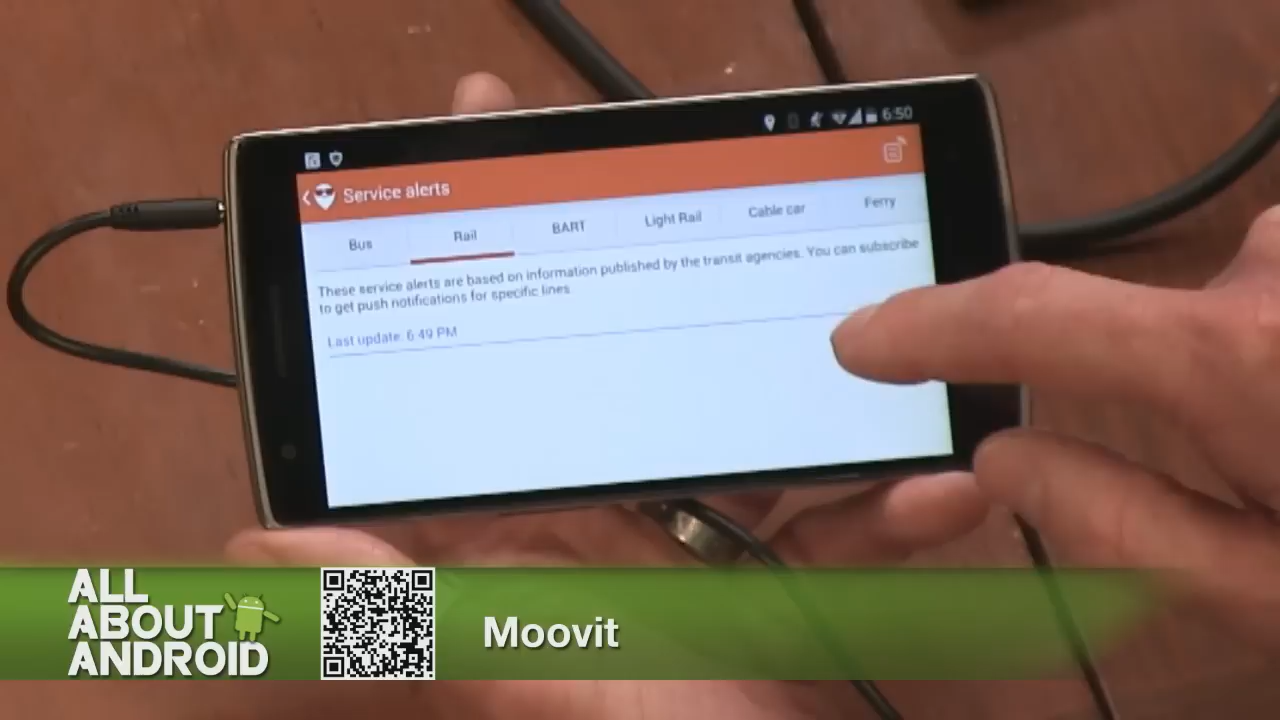 6:50
Service alerts
Bus Rail BART Light Rail Cable car Ferry
These service alerts are based on information published by the transit agencies. You can subscribe
to get push notifications for specific lines
Last update: 6:49 PM
ALL
ABOUT
ANDROID
Moovit